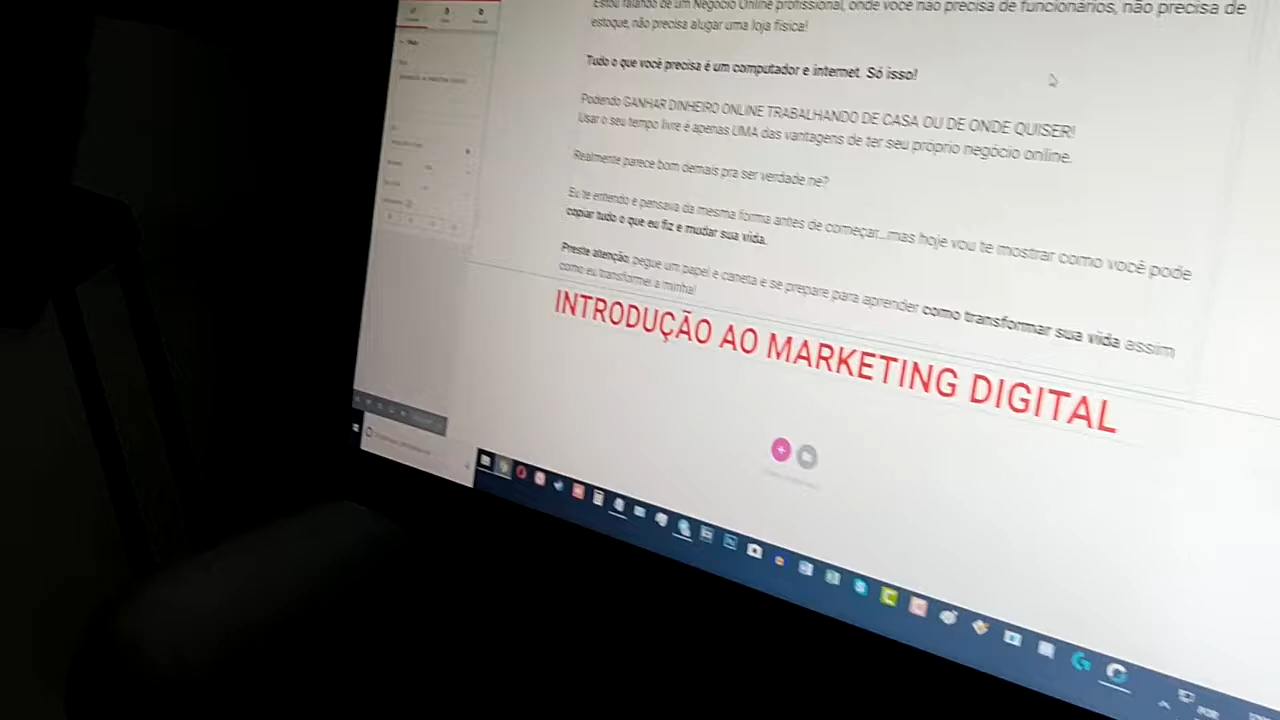 Estou falando de um Negócio Online profissional, onde você não precisa de funcionários, não precisa de
estoque, não precisa alugar uma loja física!
Tudo o que você precisa é um computador e internet. Só isso!
Podendo GANHAR DINHEIRO ONLINE TRABALHANDO DE CASA OU DE ONDE QUISER!
Usar o seu tempo livre é apenas UMA das vantagens de ter seu próprio negócio online.
Realmente parece bom demais pra ser verdade né?
Eu te entendo e pensava da mesma forma antes de começar...mas hoje vou te mostrar como você pode
copiar tudo o que eu fiz e mudar sua vida.
Preste atenção, pegue um papel e caneta e se prepare para aprender como transformar sua vida assim
como eu transformei a minha!
INTRODUÇÃO AO MARKETING DIGITAL